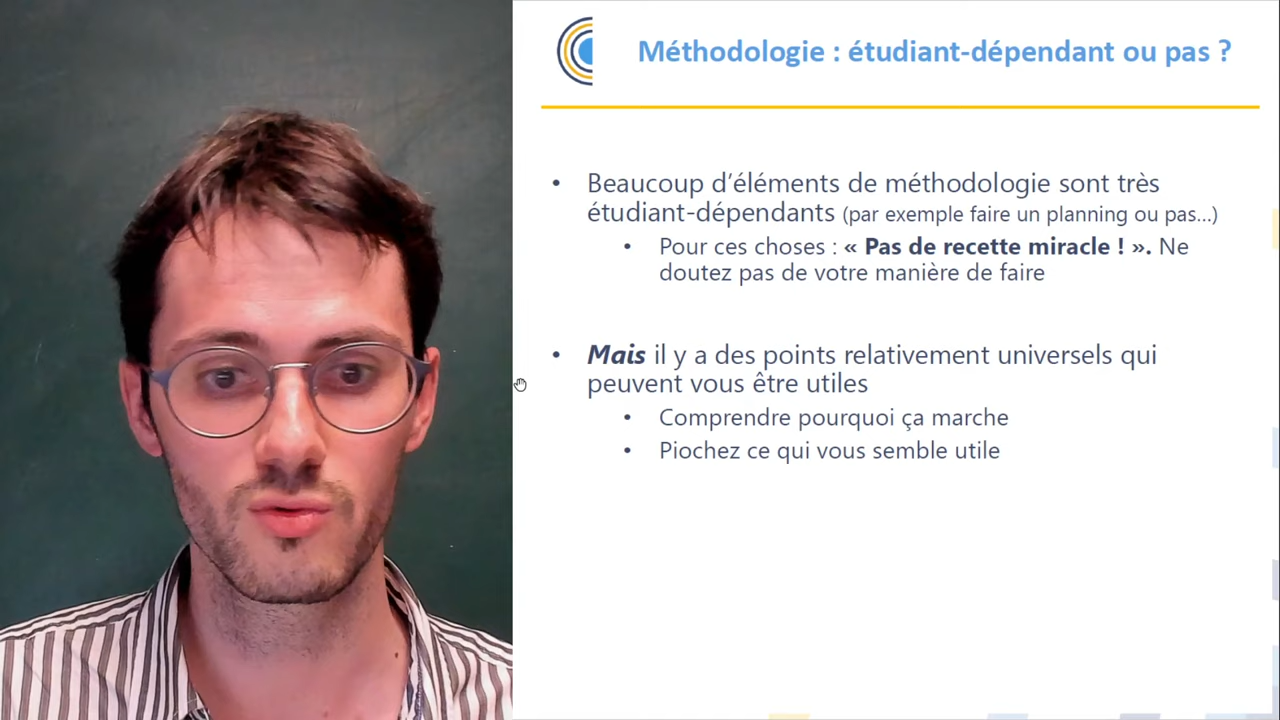 Méthodologie : étudiant-dépendant ou pas ?
• Beaucoup d’éléments de méthodologie sont très
étudiant-dépendants (par exemple faire un planning ou pas...)
• Pour ces choses : « Pas de recette miracle ! ». Ne
doutez pas de votre manière de faire
• Mais il y a des points relativement universels qui
peuvent vous être utiles
• Comprendre pourquoi ça marche
• Piochez ce qui vous semble utile